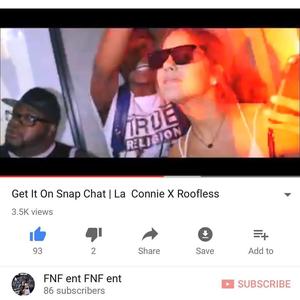 TRUE
RELIGION
Get It On Snap Chat | La Connie X Roofless
3.5K views
93
2
Share
Save
Add to
FNF ent FNF ent
86 subscribers
SUBSCRIBE